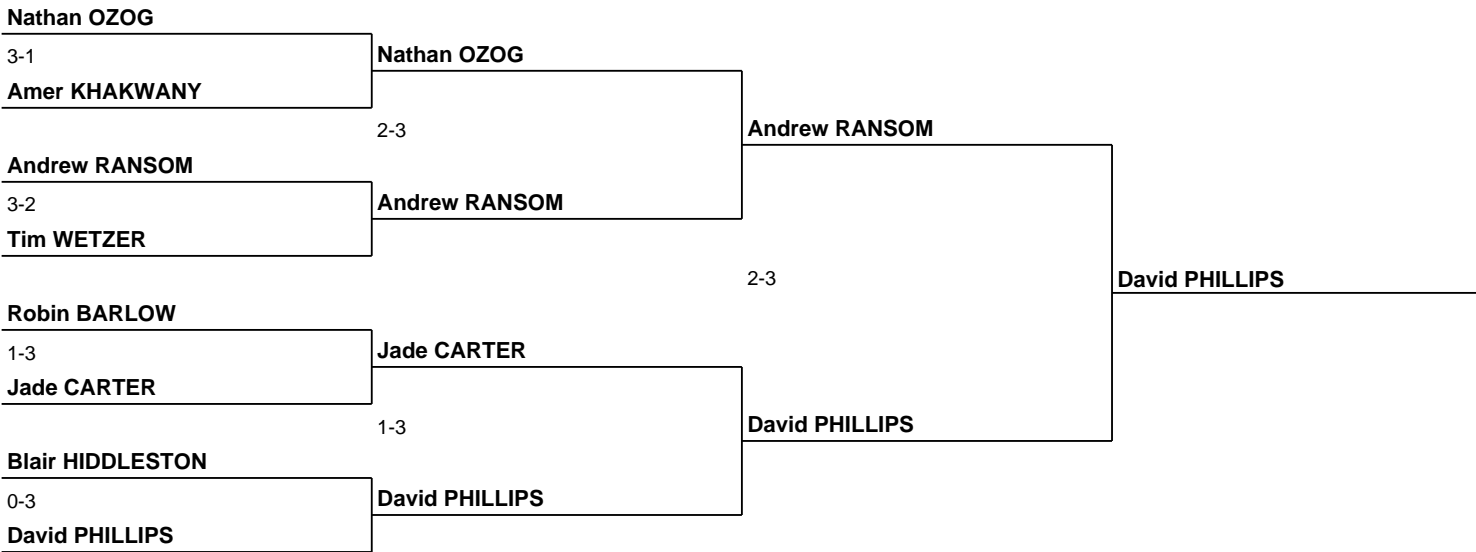 Nathan OZOG
3-1
Nathan OZOG
Amer KHAKWANY
2-3
Andrew RANSOM
Andrew RANSOM
3-2
Andrew RANSOM
Tim WETZER
2-3
David PHILLIPS
Robin BARLOW
1-3
Jade CARTER
Jade CARTER
1-3
David PHILLIPS
Blair HIDDLESTON
0-3
David PHILLIPS
David PHILLIPS